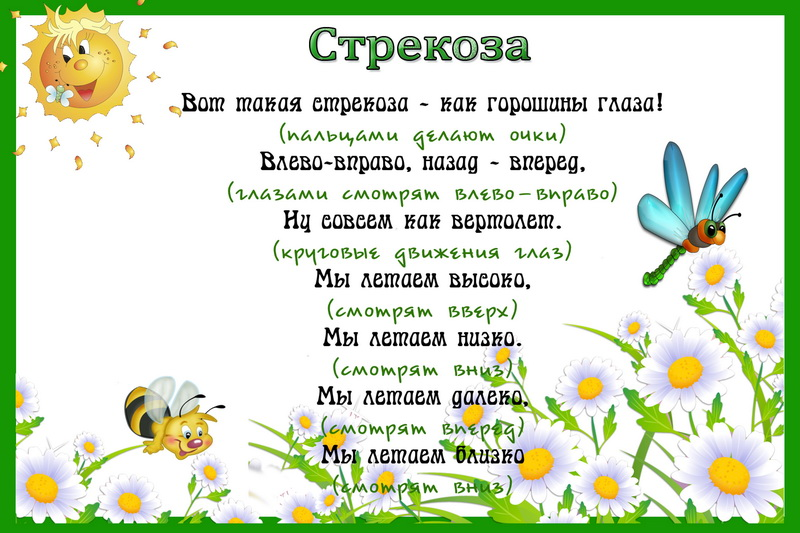 Стрекоза
Вот такая стрекоза - как горошины глаза!
(пальцами делают очки)
Влево-вправо, назад - вперед,
(глазами смотрят влево-вправо)
Ну совсем как вертолет.
(круговые движения глаз)
Мы летаем высоко,
(смотрят вверх)
Мы летаем низко.
(смотрят вниз)
Мы летаем далеко,
(смотрят вперед)
Мы летаем близко
(смотрят вниз)